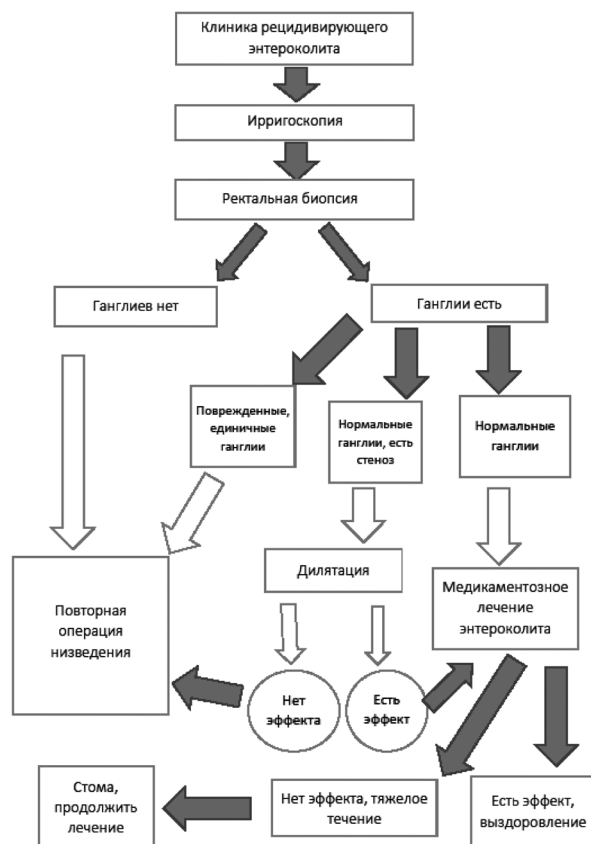 Клиника рецидивирующего
энтероколита
Ирригоскопия
Ректальная биопсия
Ганглиев нет
Ганглии есть
Поврежденные,
единичные
ганглии
Нормальные
ганглии, есть
стеноз
Нормальные
ганглии
Дилятация
Медикаментозное
лечение
энтероколита
Повторная
операция
низведения
Нет
эффекта
Есть
эффект
Стома,
продолжить
лечение
Нет эффекта, тяжелое
течение
Есть эффект,
выздоровление